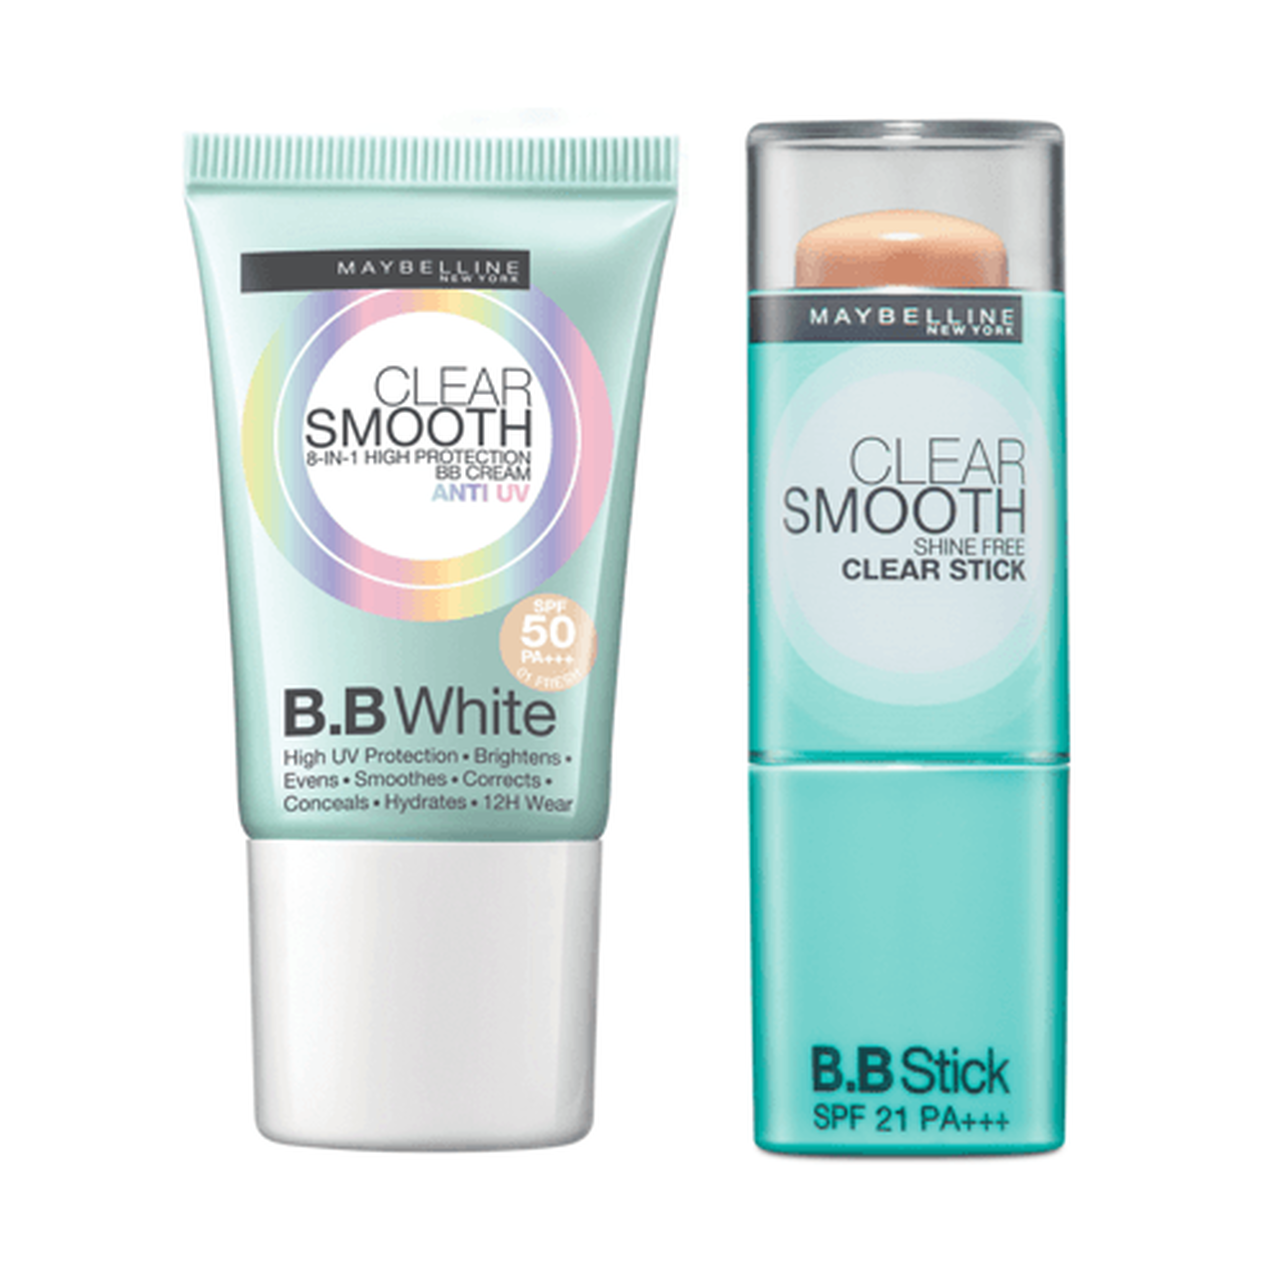 MAYBELLINE
NEW YORK
CLEAR
SMOOTH
8-IN-1 HIGH PROTECTION
BB CREAM
ANTI UV
SPF
50
PA+++
01 FRESH
B.B White
High UV Protection • Brightens •
Evens • Smoothes • Corrects •
Conceals • Hydrates • 12H Wear
MAYBELLINE
NEW YORK
CLEAR
SMOOTH
SHINE FREE
CLEAR STICK
B.B Stick
SPF 21 PA+++